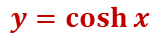 y = cosh x